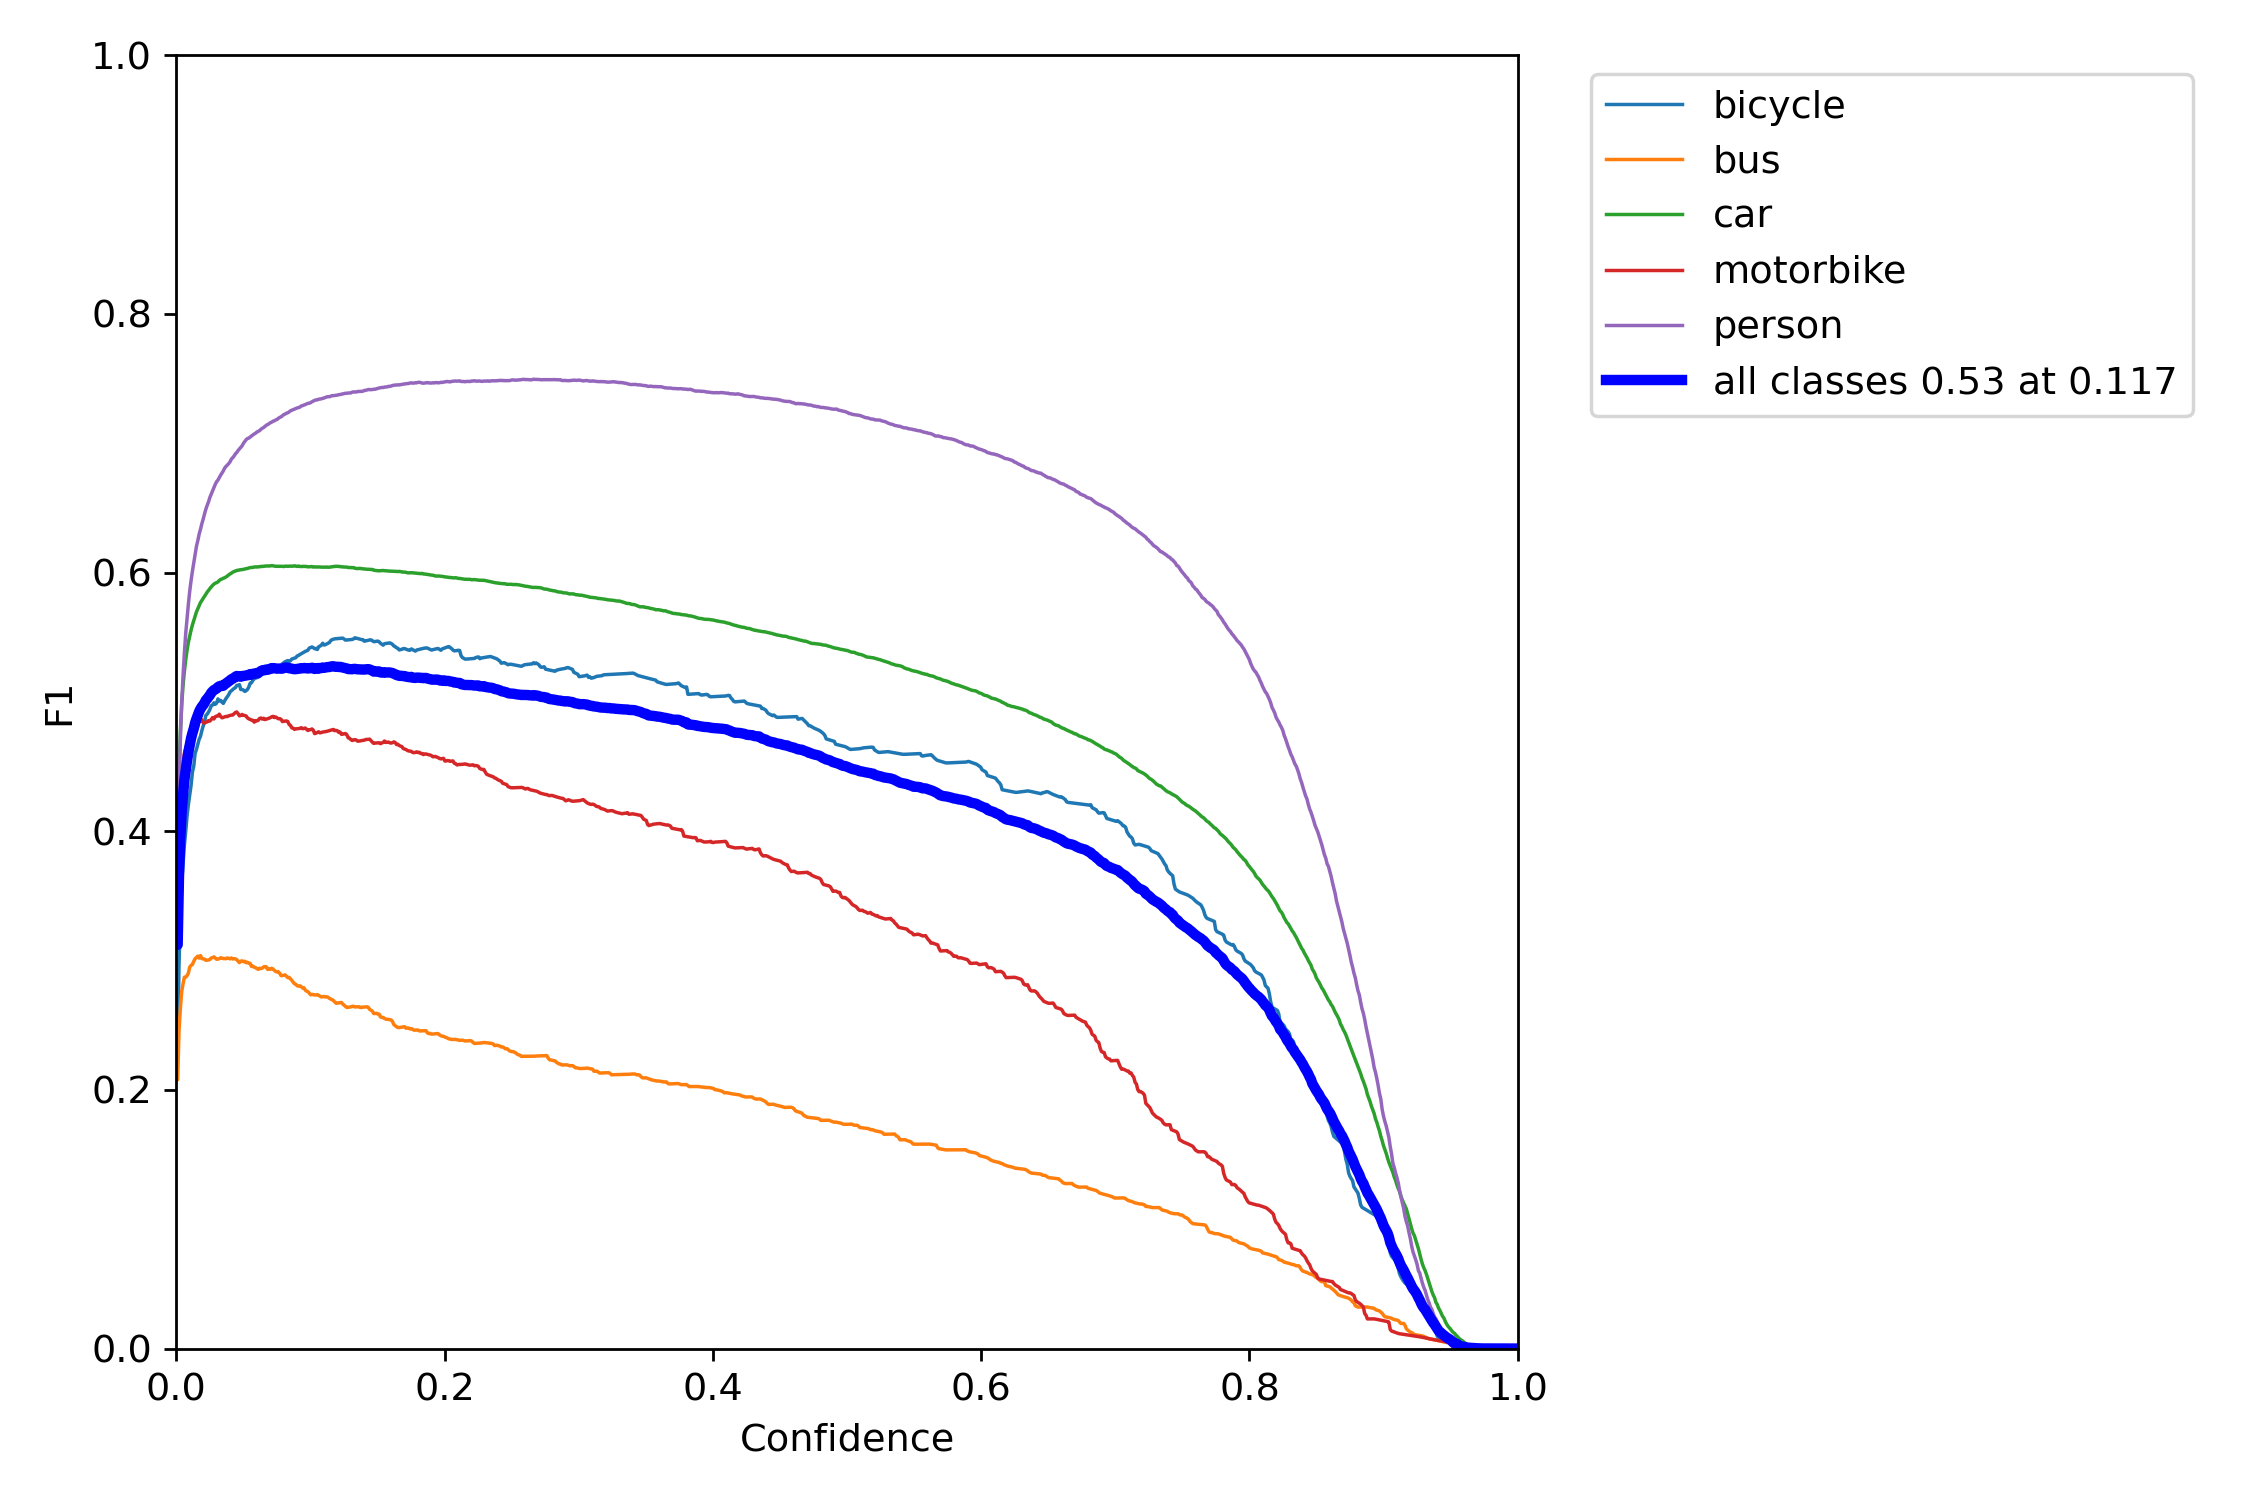 1.0
0.8
0.6
0.4
0.2
0.0
F1
0.0 0.2 0.4 0.6 0.8 1.0
Confidence
bicycle
bus
car
motorbike
person
all classes 0.53 at 0.117